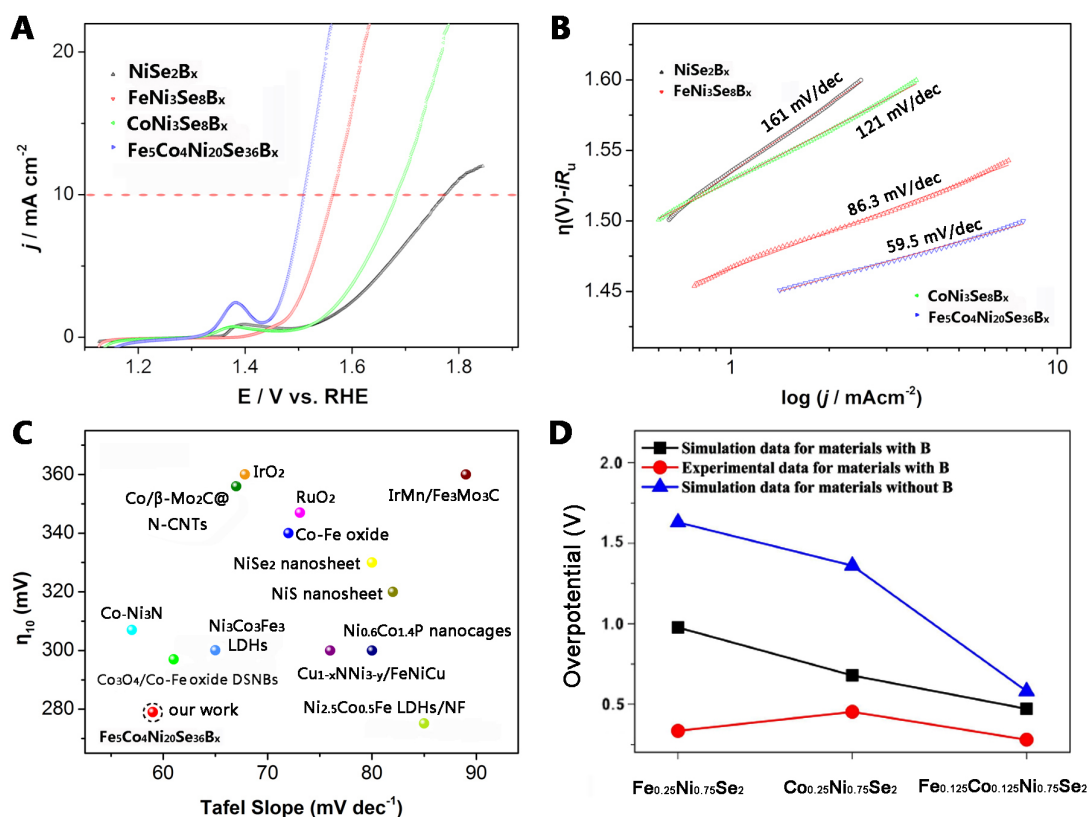 A
20
10
0
j / mA cm⁻²
NiSe₂Bₓ
FeNi₃Se₈Bₓ
CoNi₃Se₈Bₓ
Fe₅Co₄Ni₂₀Se₃₆Bₓ
1.2 1.4 1.6 1.8
E / V vs. RHE
B
1.60
1.55
1.50
1.45
η(V)-iRᵤ
NiSe₂Bₓ
FeNi₃Se₈Bₓ
161 mV/dec
121 mV/dec
86.3 mV/dec
59.5 mV/dec
CoNi₃Se₈Bₓ
Fe₅Co₄Ni₂₀Se₃₆Bₓ
1 10
log (j / mAcm⁻²)
C
360
340
320
300
280
η₁₀ (mV)
IrO₂
Co/β-Mo₂C@
N-CNTs
RuO₂
IrMn/Fe₃Mo₃C
Co-Fe oxide
NiSe₂ nanosheet
NiS nanosheet
Co-Ni₃N
Ni₃Co₃Fe₃
LDHs
Ni₀.₆Co₁.₄P nanocages
Cu₁₋ₓNNi₃₋ᵧ/FeNiCu
Co₃O₄/Co-Fe oxide DSNBs
Ni₂.₅Co₀.₅Fe LDHs/NF
our work
Fe₅Co₄Ni₂₀Se₃₆Bₓ
60 70 80 90
Tafel Slope (mV dec⁻¹)
D
2.0
1.5
1.0
0.5
Overpotential (V)
Simulation data for materials with B
Experimental data for materials with B
Simulation data for materials without B
Fe₀.₂₅Ni₀.₇₅Se₂ Co₀.₂₅Ni₀.₇₅Se₂ Fe₀.₁₂₅Co₀.₁₂₅Ni₀.₇₅Se₂